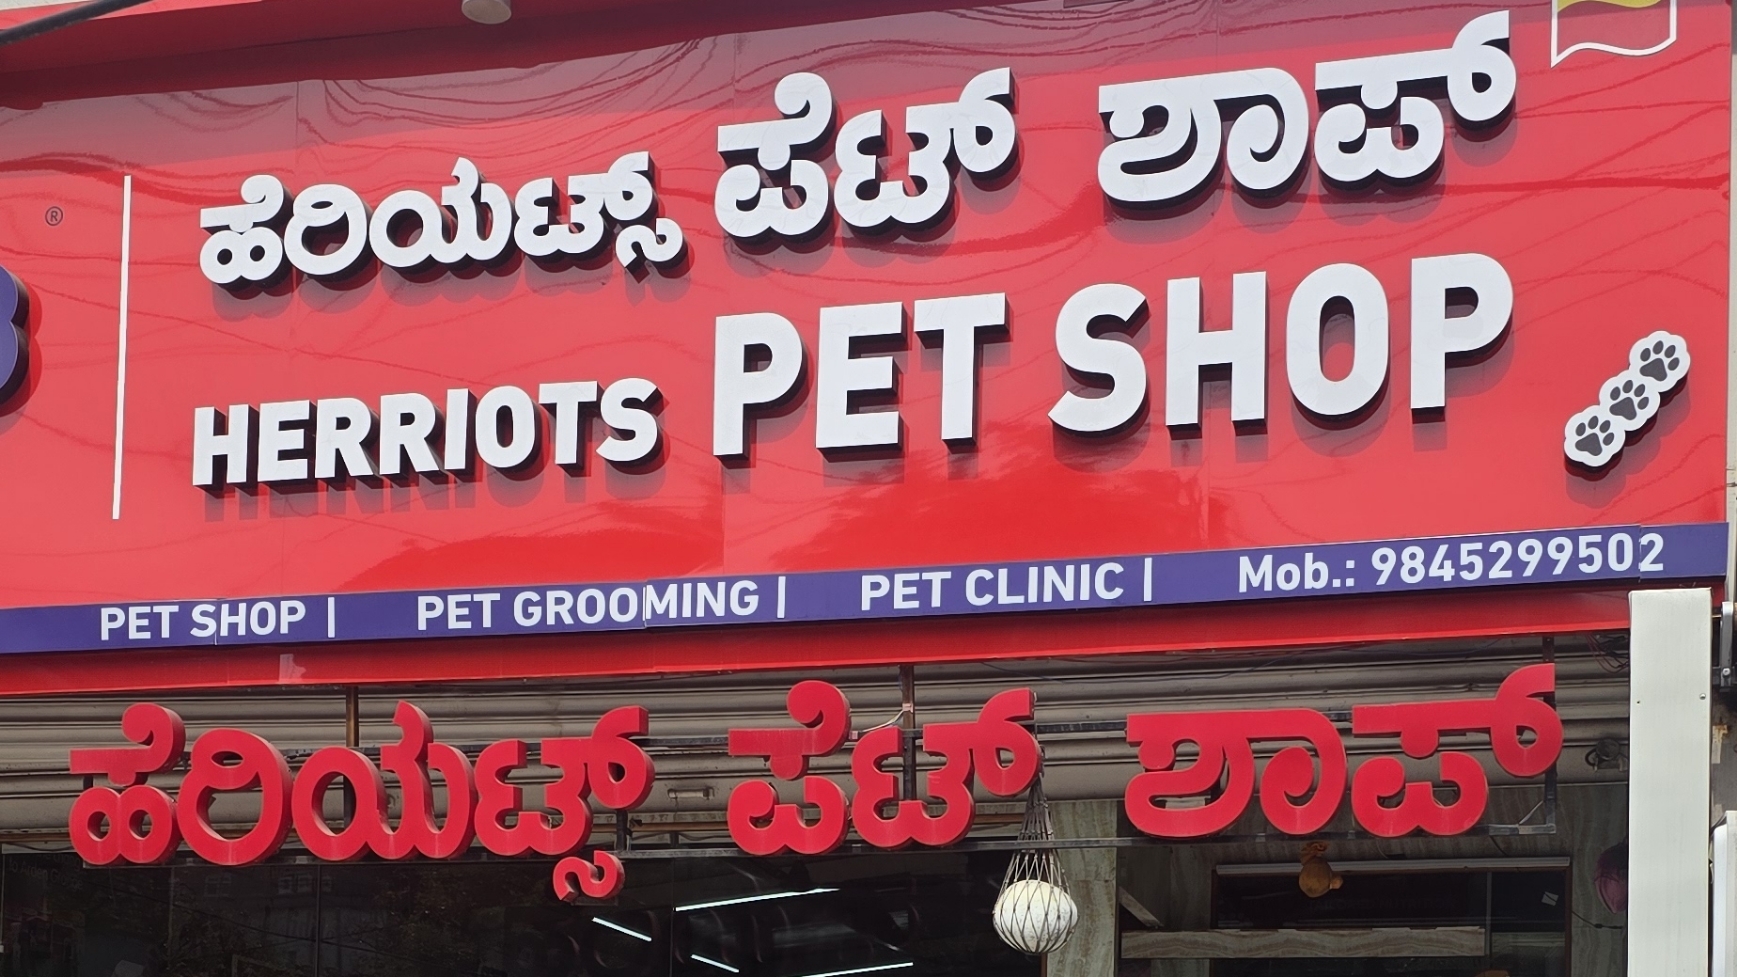 ®
ಹೆರಿಯಟ್ಸ್ ಪೆಟ್ ಶಾಪ್
HERRIOTS PET SHOP
PET SHOP | PET GROOMING | PET CLINIC | Mob.: 9845299502
ಹೆರಿಯಟ್ಸ್ ಪೆಟ್ ಶಾಪ್